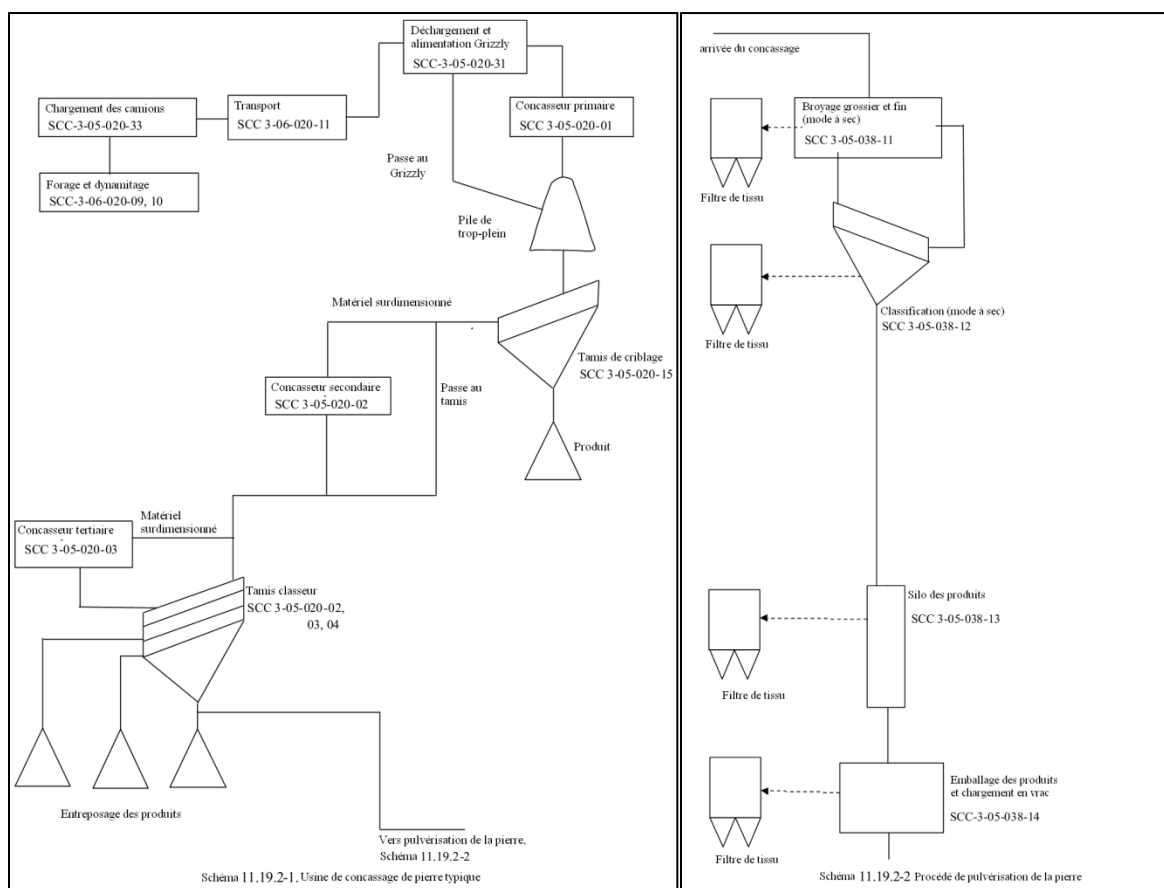 Déchargement et
alimentation Grizzly
SCC-3-05-020-31
Chargement des camions
SCC-3-05-020-33
Transport
SCC 3-06-020-11
Concasseur primaire
SCC 3-05-020-01
Passe au
Grizzly
Forage et dynamitage
SCC-3-06-020-09, 10
Pile de
trop-plein
Matériel surdimensionné
Tamis de criblage
SCC 3-05-020-15
Concasseur secondaire
SCC 3-05-020-02
Passe au
tamis
Produit
Matériel
surdimensionné
Concasseur tertiaire
SCC 3-05-020-03
Tamis classeur
SCC 3-05-020-02,
03, 04
Entreposage des produits
Vers pulvérisation de la pierre,
Schéma 11.19.2-2
Schéma 11.19.2-1. Usine de concassage de pierre typique
arrivée du concassage
Broyage grossier et fin
(mode à sec)
SCC 3-05-038-11
Filtre de tissu
Classification (mode à sec)
SCC 3-05-038-12
Filtre de tissu
Silo des produits
SCC 3-05-038-13
Filtre de tissu
Emballage des produits
et chargement en vrac
SCC-3-05-038-14
Filtre de tissu
Schéma 11.19.2-2 Procédé de pulvérisation de la pierre